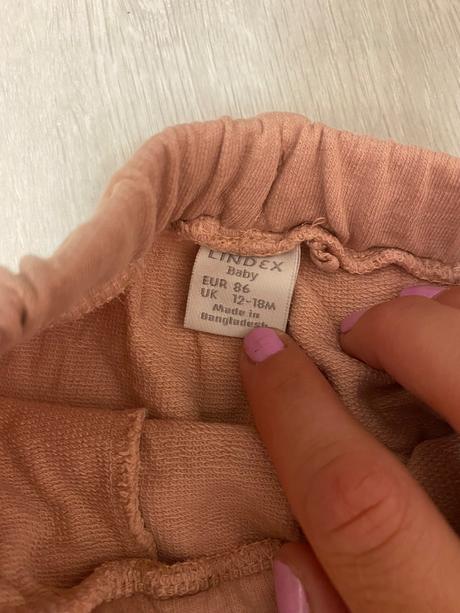 LINDEX
Baby
EUR 86
UK 12-18M
Made in
Bangladesh